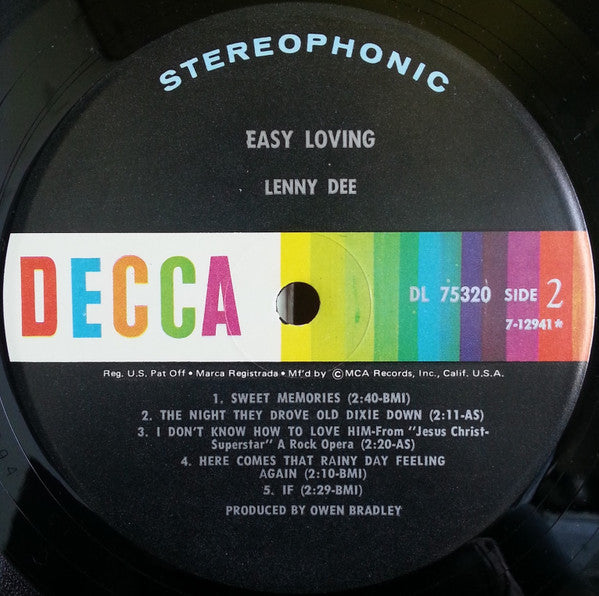 STEREOPHONIC
EASY LOVING
LENNY DEE
DECCA
DL 75320 SIDE 2
7-12941*
Reg. U.S. Pat Off • Marca Registrada • Mf'd by ©MCA Records, Inc., Calif. U.S.A.
1. SWEET MEMORIES (2:40-BMI)
2. THE NIGHT THEY DROVE OLD DIXIE DOWN (2:11-AS)
3. I DON'T KNOW HOW TO LOVE HIM-From "Jesus Christ-
Superstar" A Rock Opera (2:20-AS)
4. HERE COMES THAT RAINY DAY FEELING
AGAIN (2:10-BMI)
5. IF (2:29-BMI)
PRODUCED BY OWEN BRADLEY